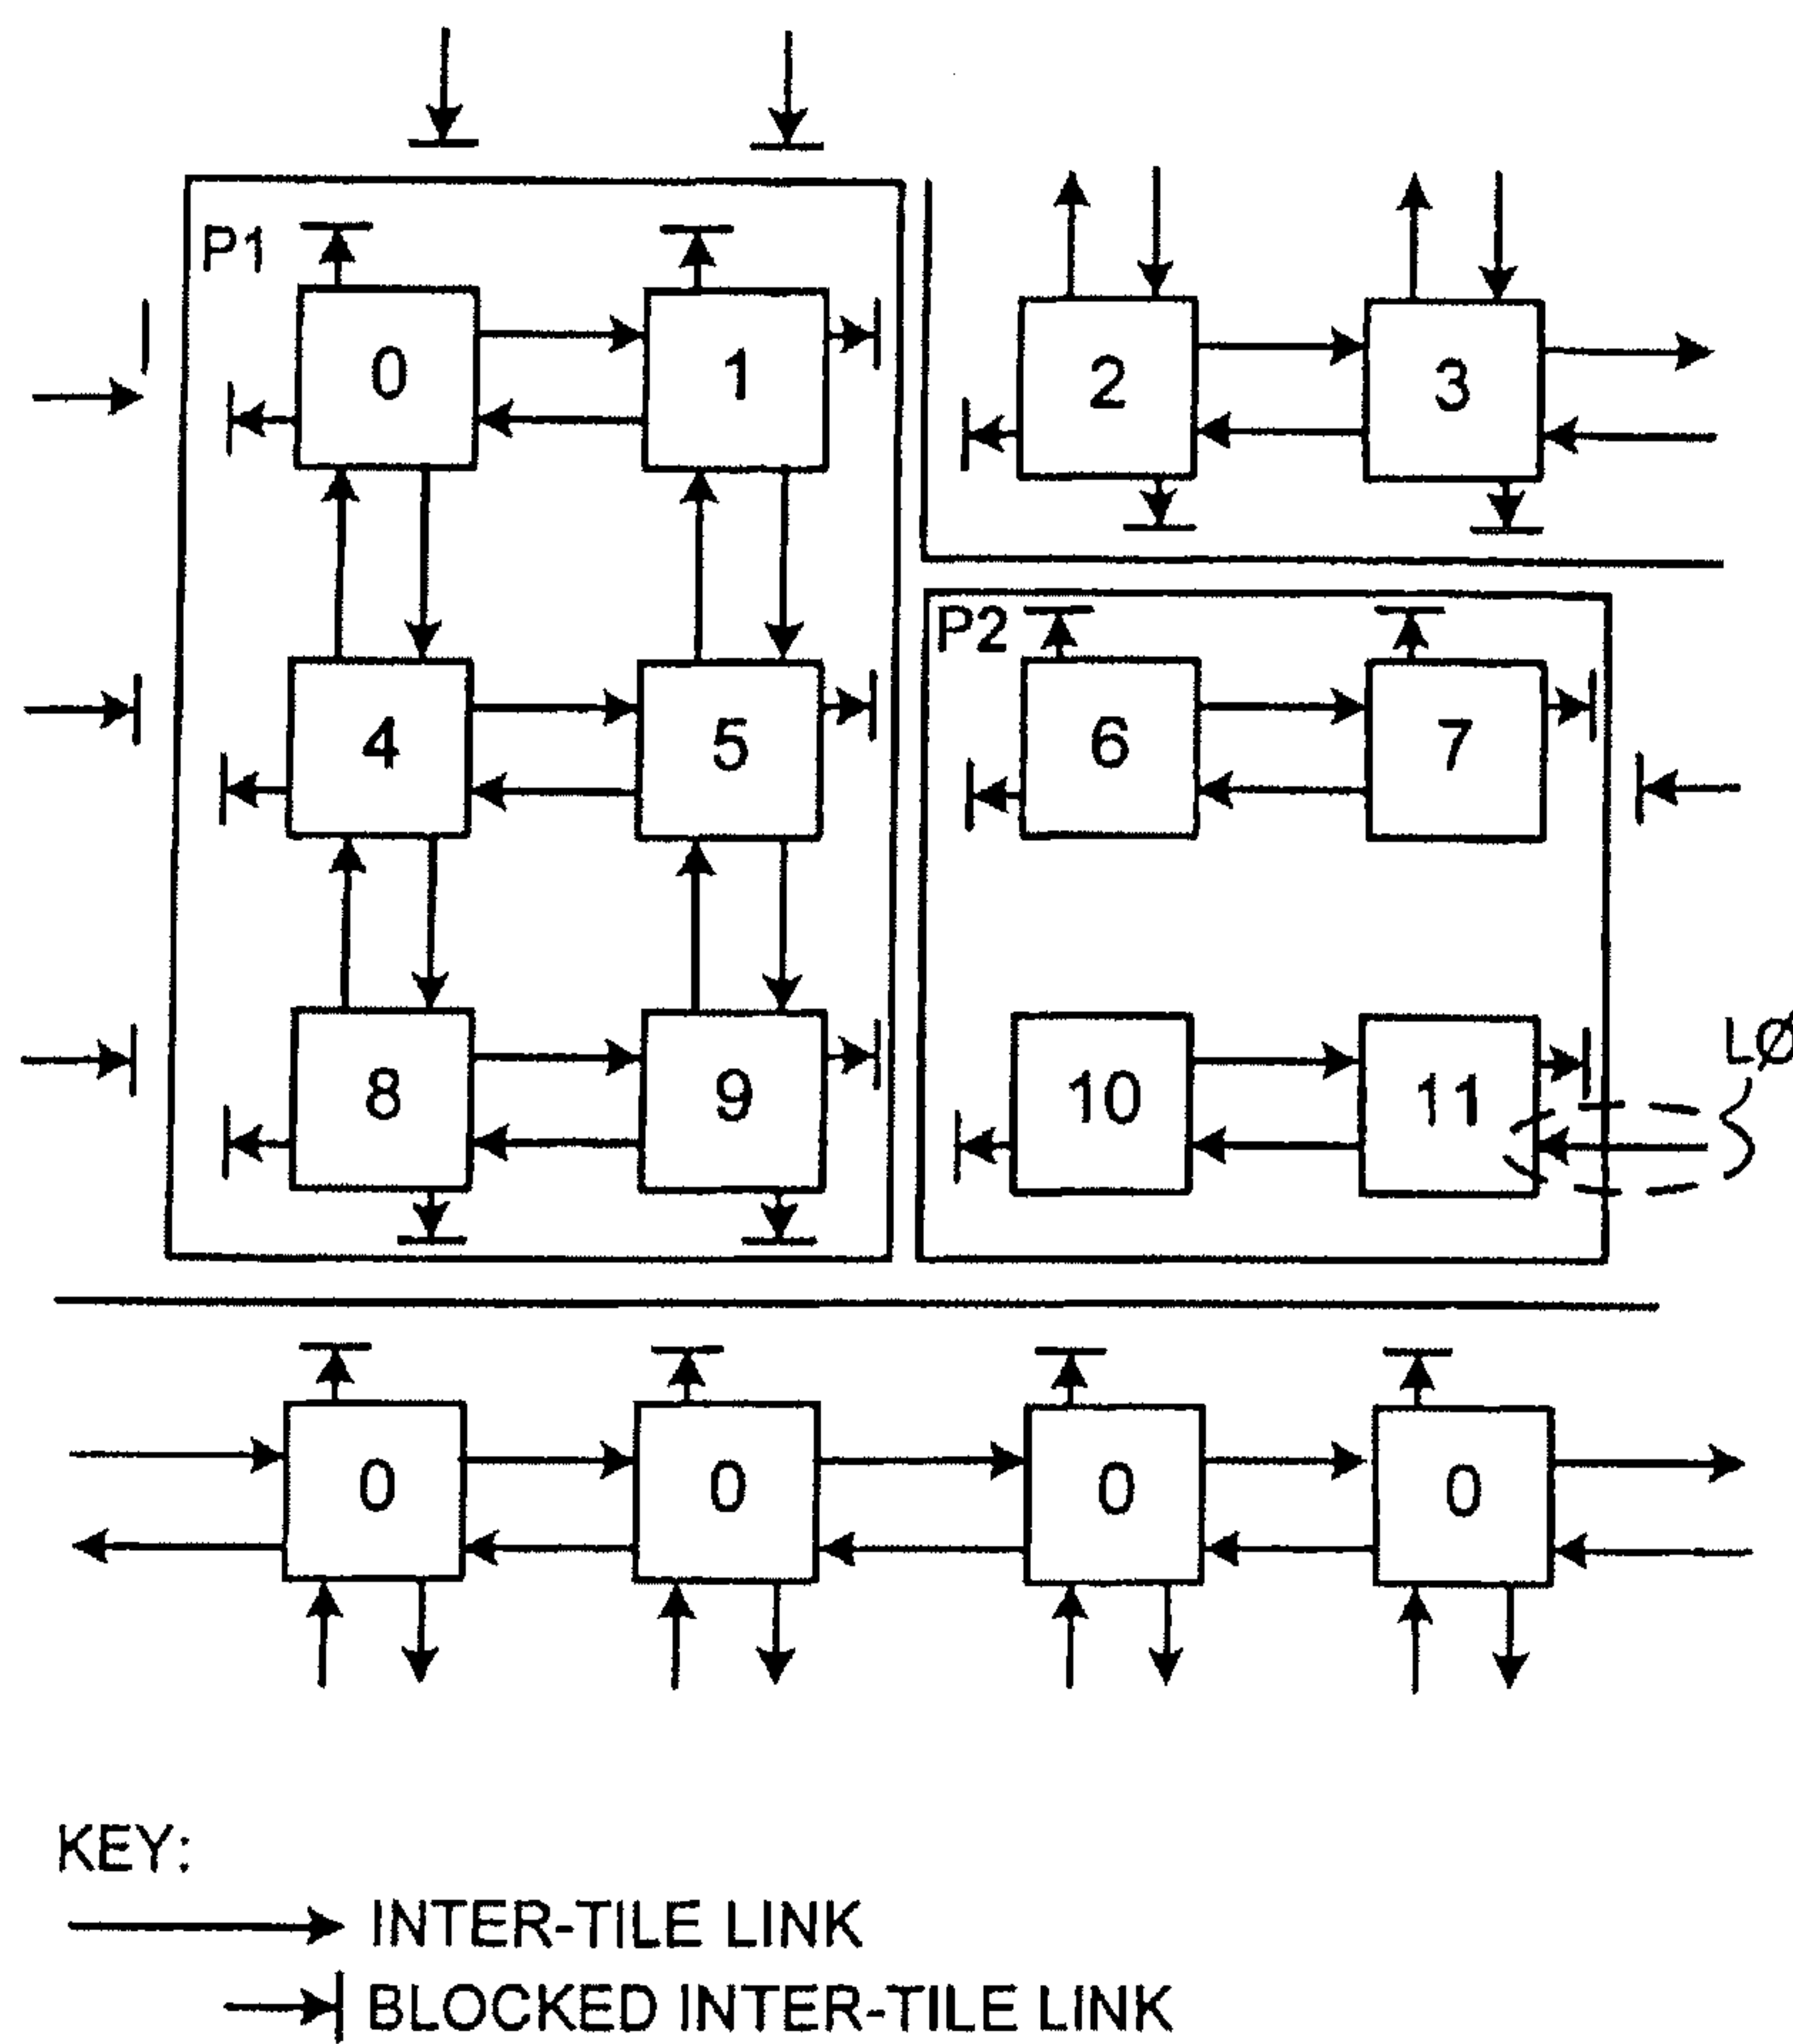 P1
0 1 2 3
P2
4 5 6 7
8 9 10 11
LØ
0 0 0 0
KEY:
INTER-TILE LINK
BLOCKED INTER-TILE LINK